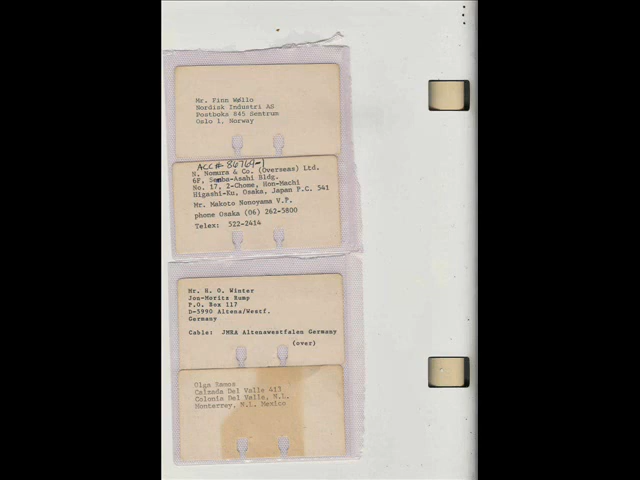 Mr. Finn Wøllo
Nordisk Industri AS
Postboks 645 Sentrum
Oslo 1, Norway
ACC# 86764-1
H. Nomura & Co. (Overseas) Ltd.
6F, Semba-Asahi Bldg.
No. 17, 2-Chome, Hon-Machi
Higashi-Ku, Osaka, Japan P.C. 541
Mr. Makoto Nonoyama V.P.
phone Osaka (06) 262-5800
Telex: 522-2414
Mr. H. O. Winter
Jon-Moritz Rump
P.O. Box 117
D-5990 Altena/Westf.
Germany
Cable: JMRA Altenawestfalen Germany
(over)
Olga Ramos
Calzada Del Valle 413
Colonia Del Valle, N.L.
Monterrey, N.L. Mexico